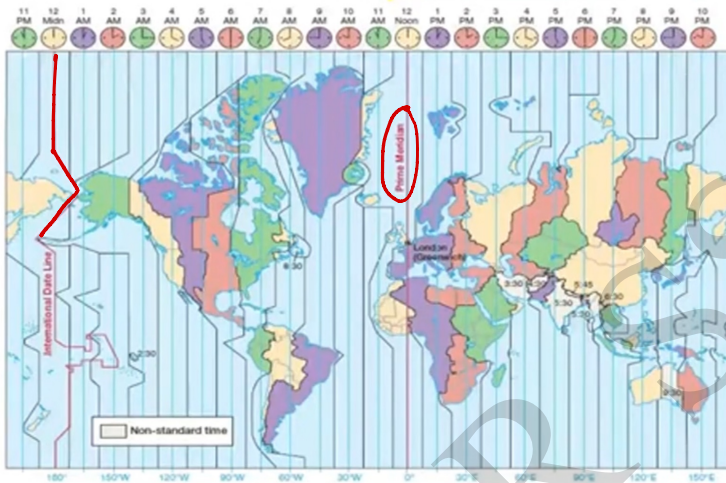 11 12 1 2 3 4 5 6 7 8 9 10 11 12 1 2 3 4 5 6 7 8 9 10
PM Midn AM AM AM AM AM AM AM AM AM AM AM Noon PM PM PM PM PM PM PM PM PM PM
Prime Meridian
London
(Greenwich)
6:30
International Date Line
3:30 4:30 5:45
5:30 6:30
2:30
9:30
Non-standard time
180° 150°W 120°W 90°W 60°W 30°W 0° 30°E 60°E 90°E 120°E 150°E